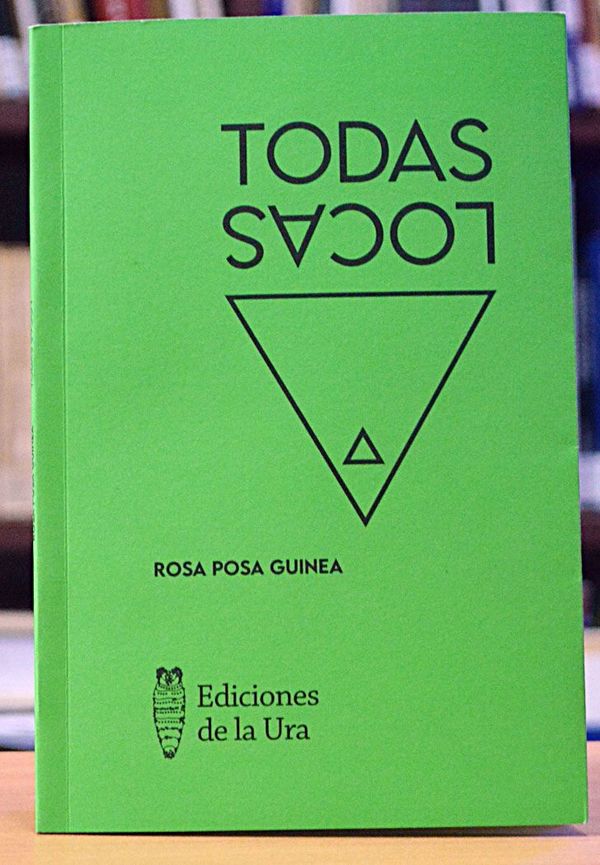 TODAS
LOCAS
ROSA POSA GUINEA
Ediciones
de la Ura